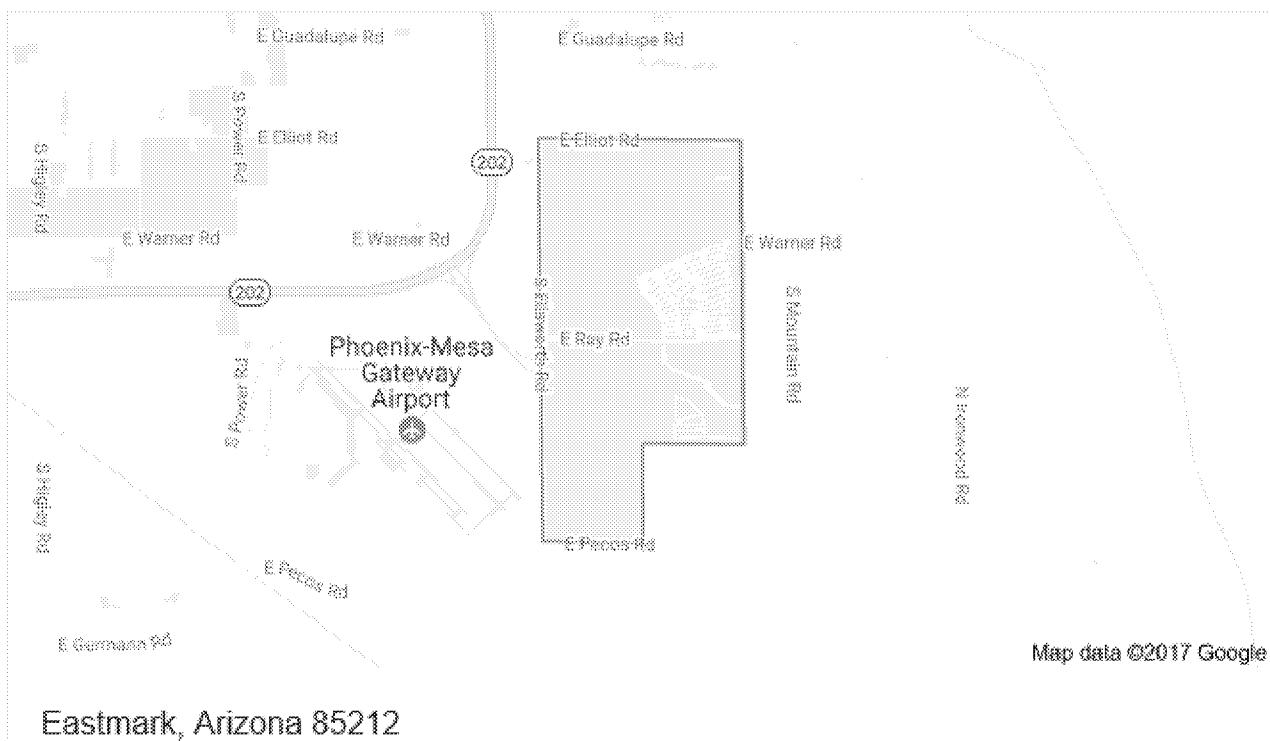 E Guadalupe Rd
E Guadalupe Rd
S Power Rd
E Elliot Rd
E Elliot Rd
S Higley Rd
202
E Warner Rd
E Warner Rd
E Warner Rd
202
S Ellsworth Rd
S Mountain Rd
E Ray Rd
Phoenix-Mesa
Gateway
Airport
S Power Rd
N Ironwood Rd
S Higley Rd
E Pecos Rd
E Pecos Rd
E Germann Rd
Map data ©2017 Google
Eastmark, Arizona 85212